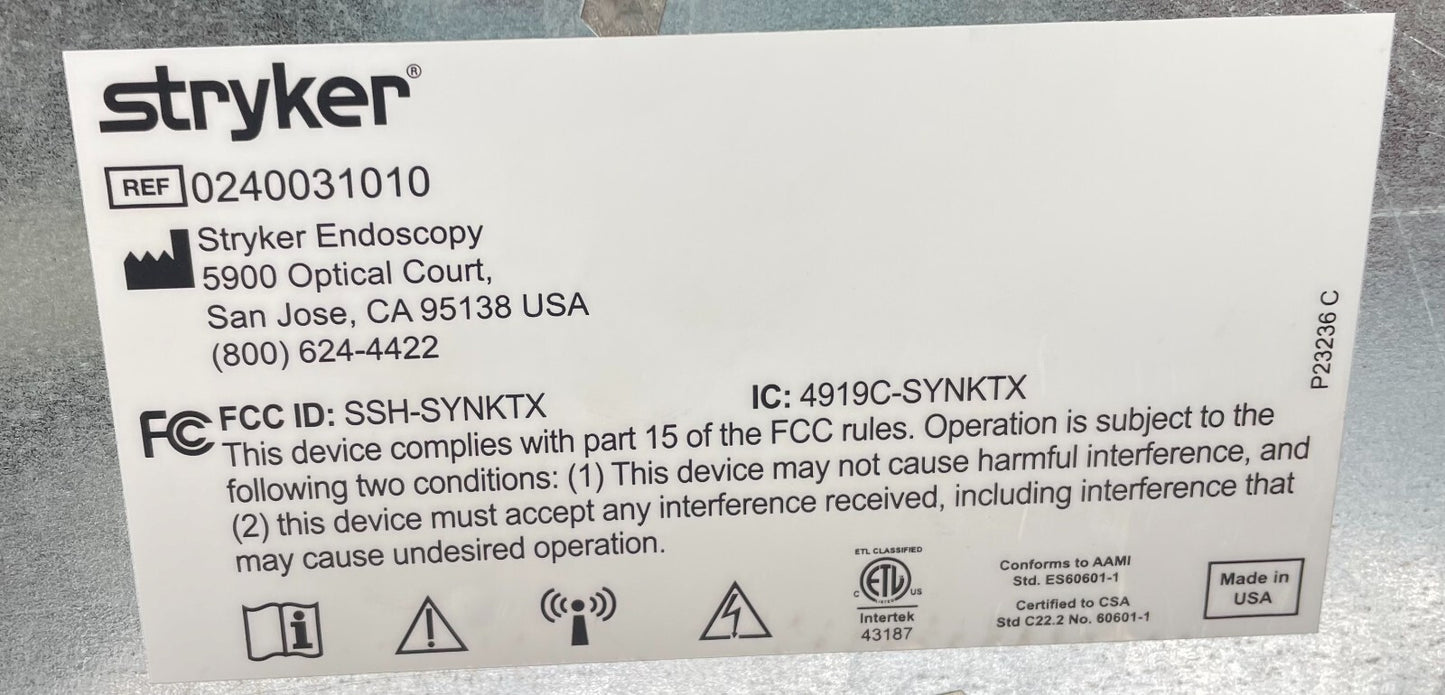 stryker®
REF 0240031010
Stryker Endoscopy
5900 Optical Court,
San Jose, CA 95138 USA
(800) 624-4422
P23236 C
FC FCC ID: SSH-SYNKTX IC: 4919C-SYNKTX
This device complies with part 15 of the FCC rules. Operation is subject to the
following two conditions: (1) This device may not cause harmful interference, and
(2) this device must accept any interference received, including interference that
may cause undesired operation.
ETL CLASSIFIED
C ETL US
INTERTEK
Intertek
43187
Conforms to AAMI
Std. ES60601-1
Certified to CSA
Std C22.2 No. 60601-1
Made in
USA